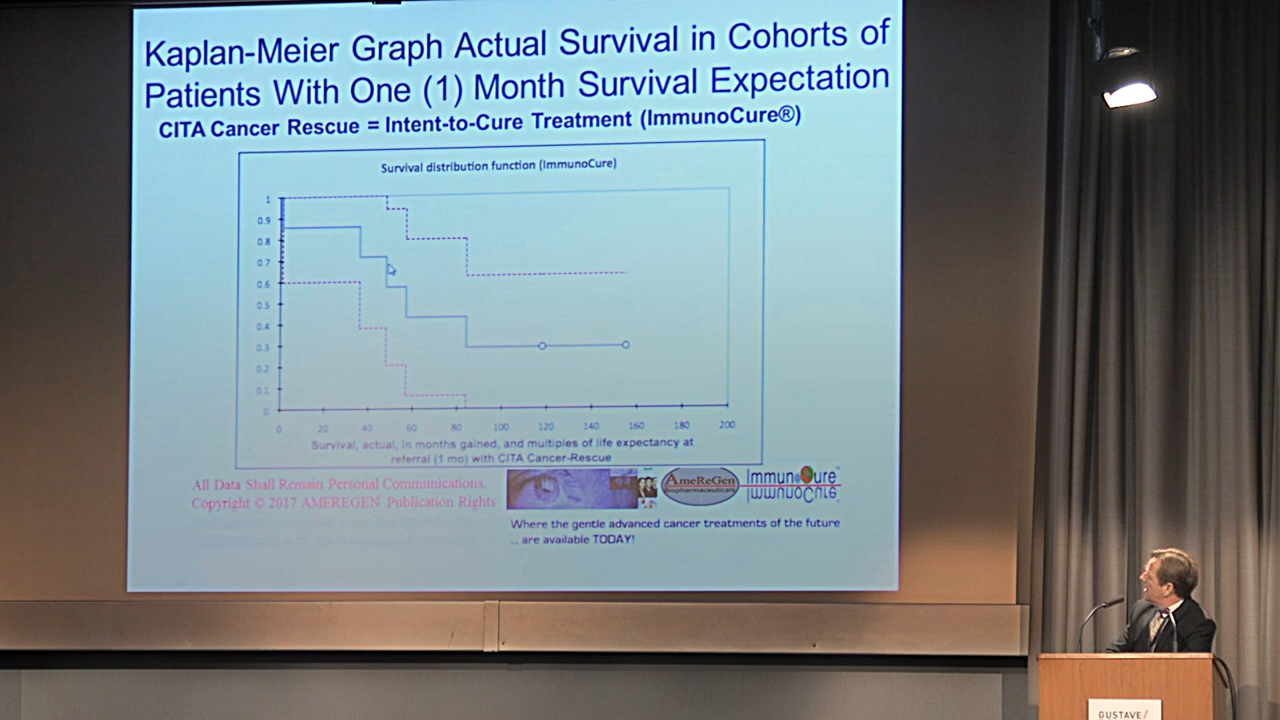 Kaplan-Meier Graph Actual Survival in Cohorts of
Patients With One (1) Month Survival Expectation
CITA Cancer Rescue = Intent-to-Cure Treatment (ImmunoCure®)
Survival distribution function (ImmunoCure)
1
0.9
0.8
0.7
0.6
0.5
0.4
0.3
0.2
0.1
0
0 20 40 60 80 100 120 140 160 180 200
Survival, actual, in months gained, and multiples of life expectancy at
referral (1 mo) with CITA Cancer-Rescue
All Data Shall Remain Personal Communications.
Copyright © 2017 AMEREGEN Publication Rights
AmeReGen
Biopharmaceuticals
ImmunoCure™
Where the gentle advanced cancer treatments of the future
... are available TODAY!
GUSTAVE/